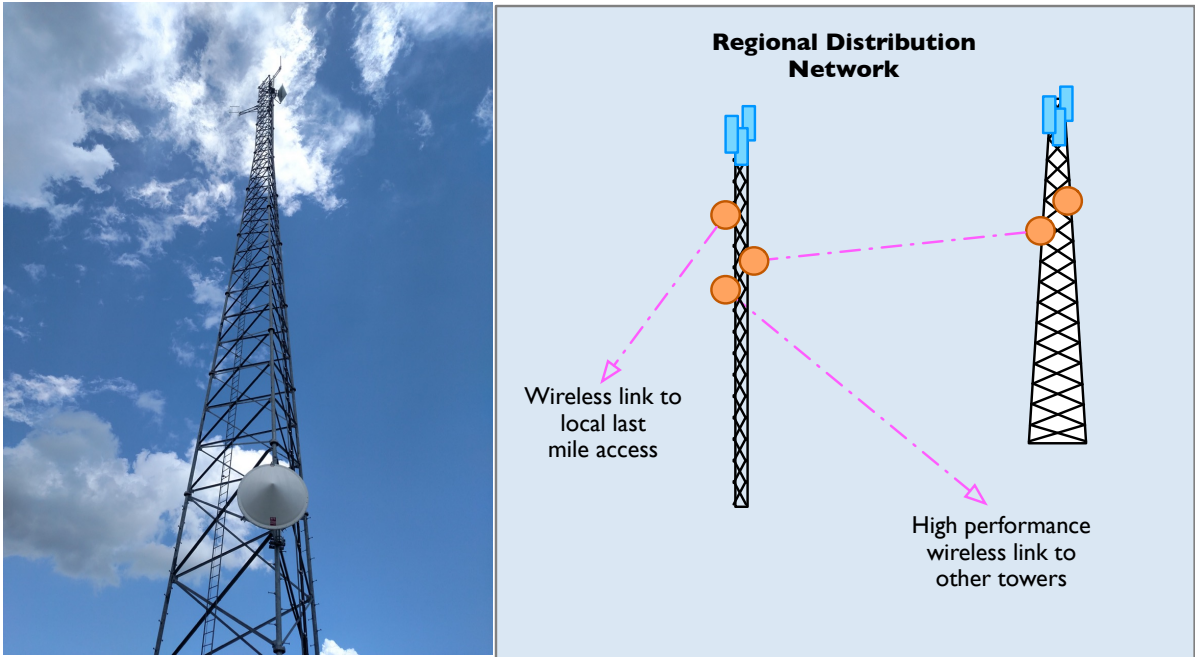 Regional Distribution
Network
Wireless link to
local last
mile access
High performance
wireless link to
other towers